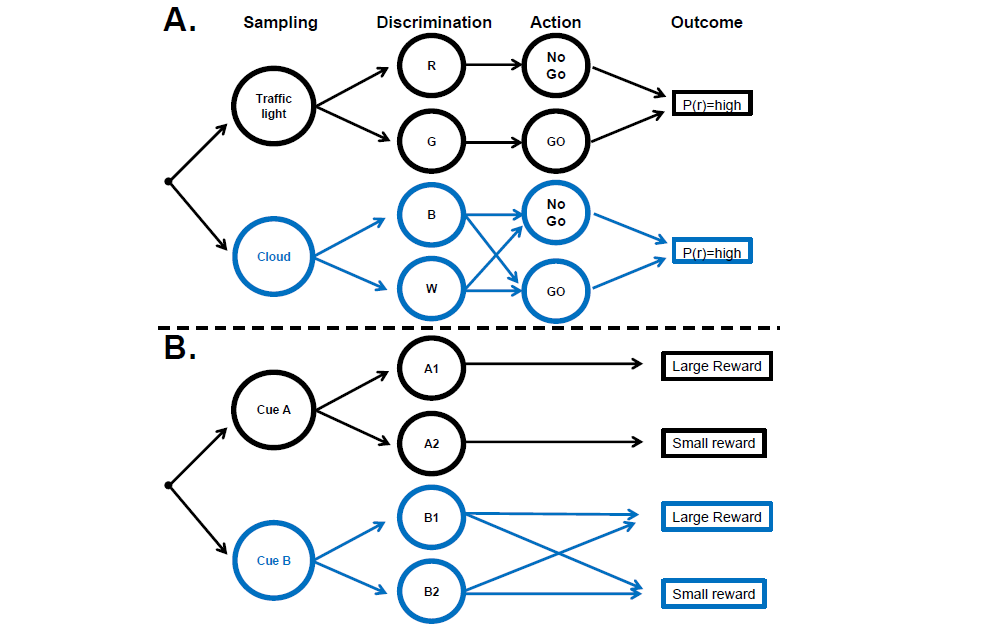 A.
Sampling
Discrimination
Action
Outcome
Traffic
light
R
No
Go
P(r)=high
G
GO
Cloud
B
No
Go
P(r)=high
W
GO
B.
Cue A
A1
Large Reward
A2
Small reward
Cue B
B1
Large Reward
B2
Small reward